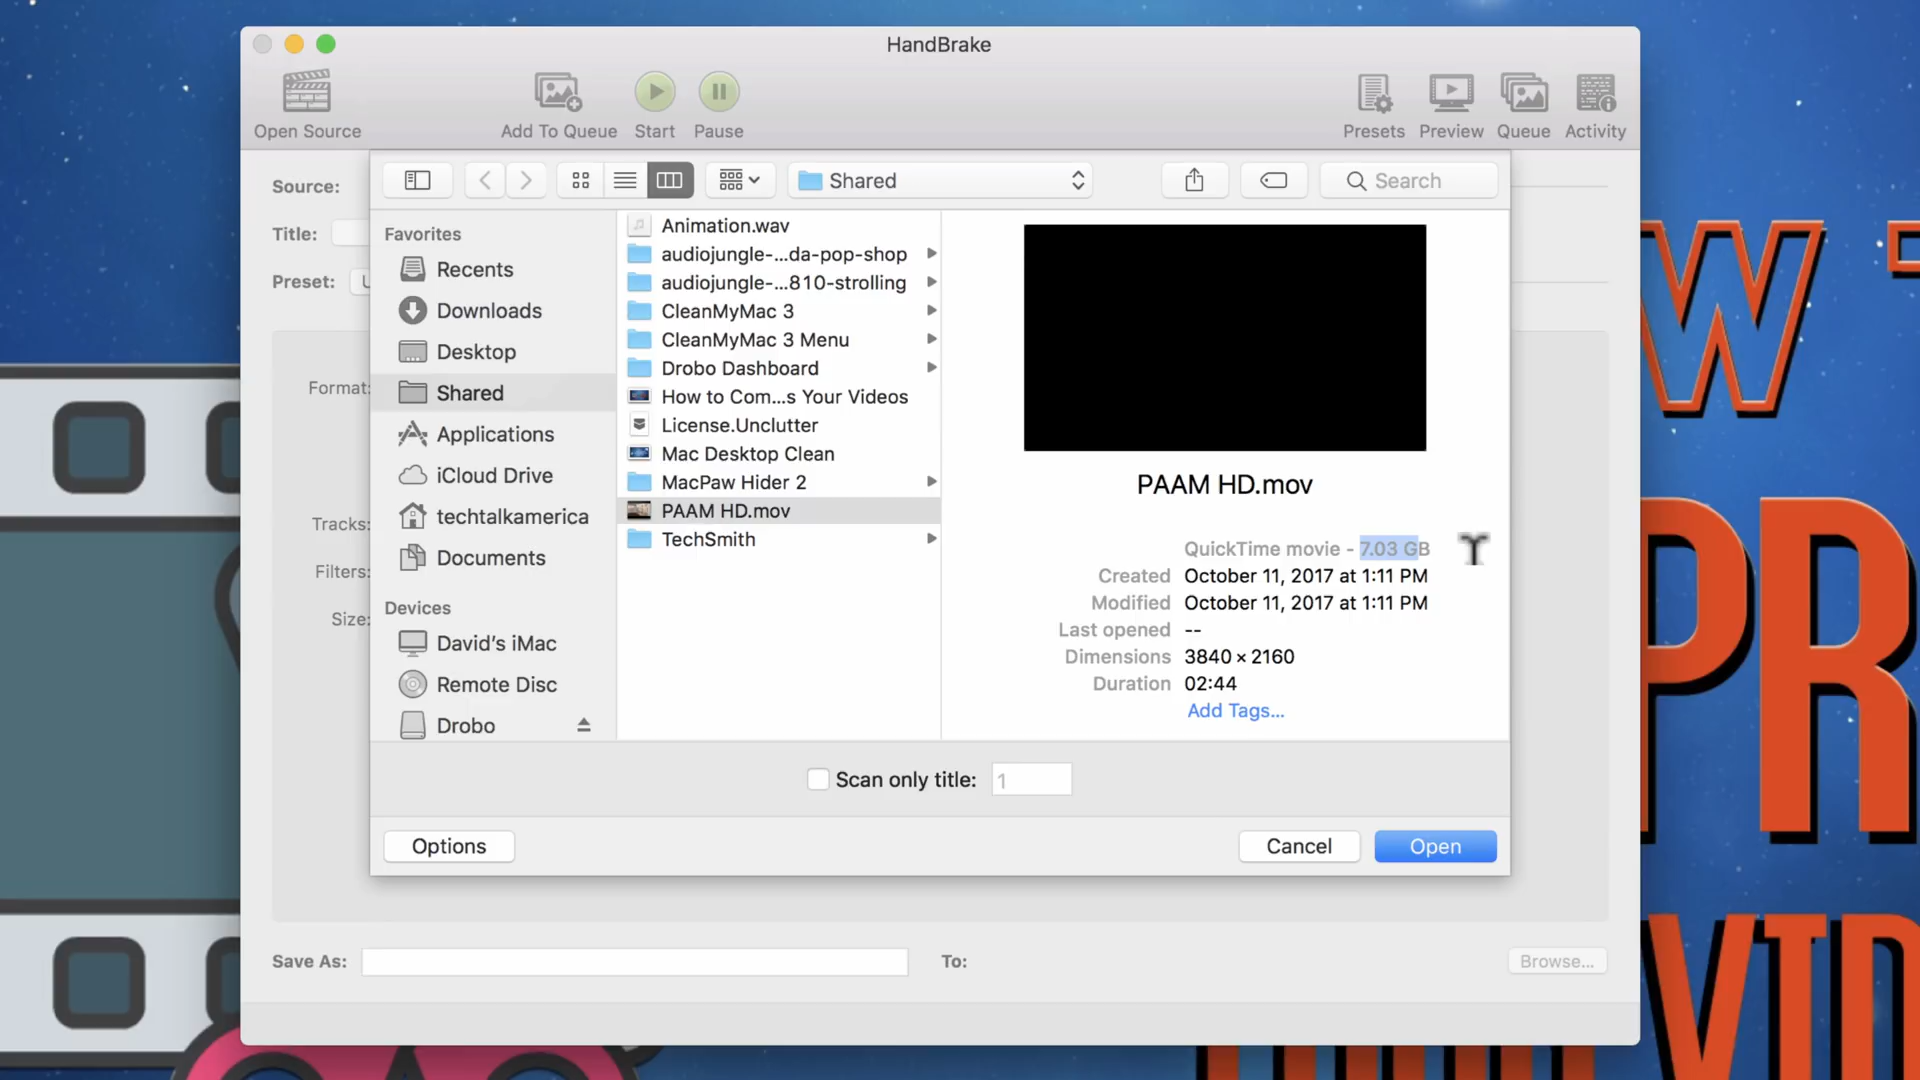 HandBrake
Open Source
Add To Queue
Start
Pause
Presets
Preview
Queue
Activity
Source:
Title:
Preset:
Format:
Tracks:
Filters:
Size:
Shared
Search
Favorites
Recents
Downloads
Desktop
Shared
Applications
iCloud Drive
techtalkamerica
Documents
Devices
David's iMac
Remote Disc
Drobo
Animation.wav
audiojungle-...da-pop-shop
audiojungle-...810-strolling
CleanMyMac 3
CleanMyMac 3 Menu
Drobo Dashboard
How to Com...s Your Videos
License.Unclutter
Mac Desktop Clean
MacPaw Hider 2
PAAM HD.mov
TechSmith
PAAM HD.mov
QuickTime movie - 7.03 GB
Created October 11, 2017 at 1:11 PM
Modified October 11, 2017 at 1:11 PM
Last opened --
Dimensions 3840 × 2160
Duration 02:44
Add Tags...
Scan only title: 1
Options
Cancel
Open
Save As:
To:
Browse...